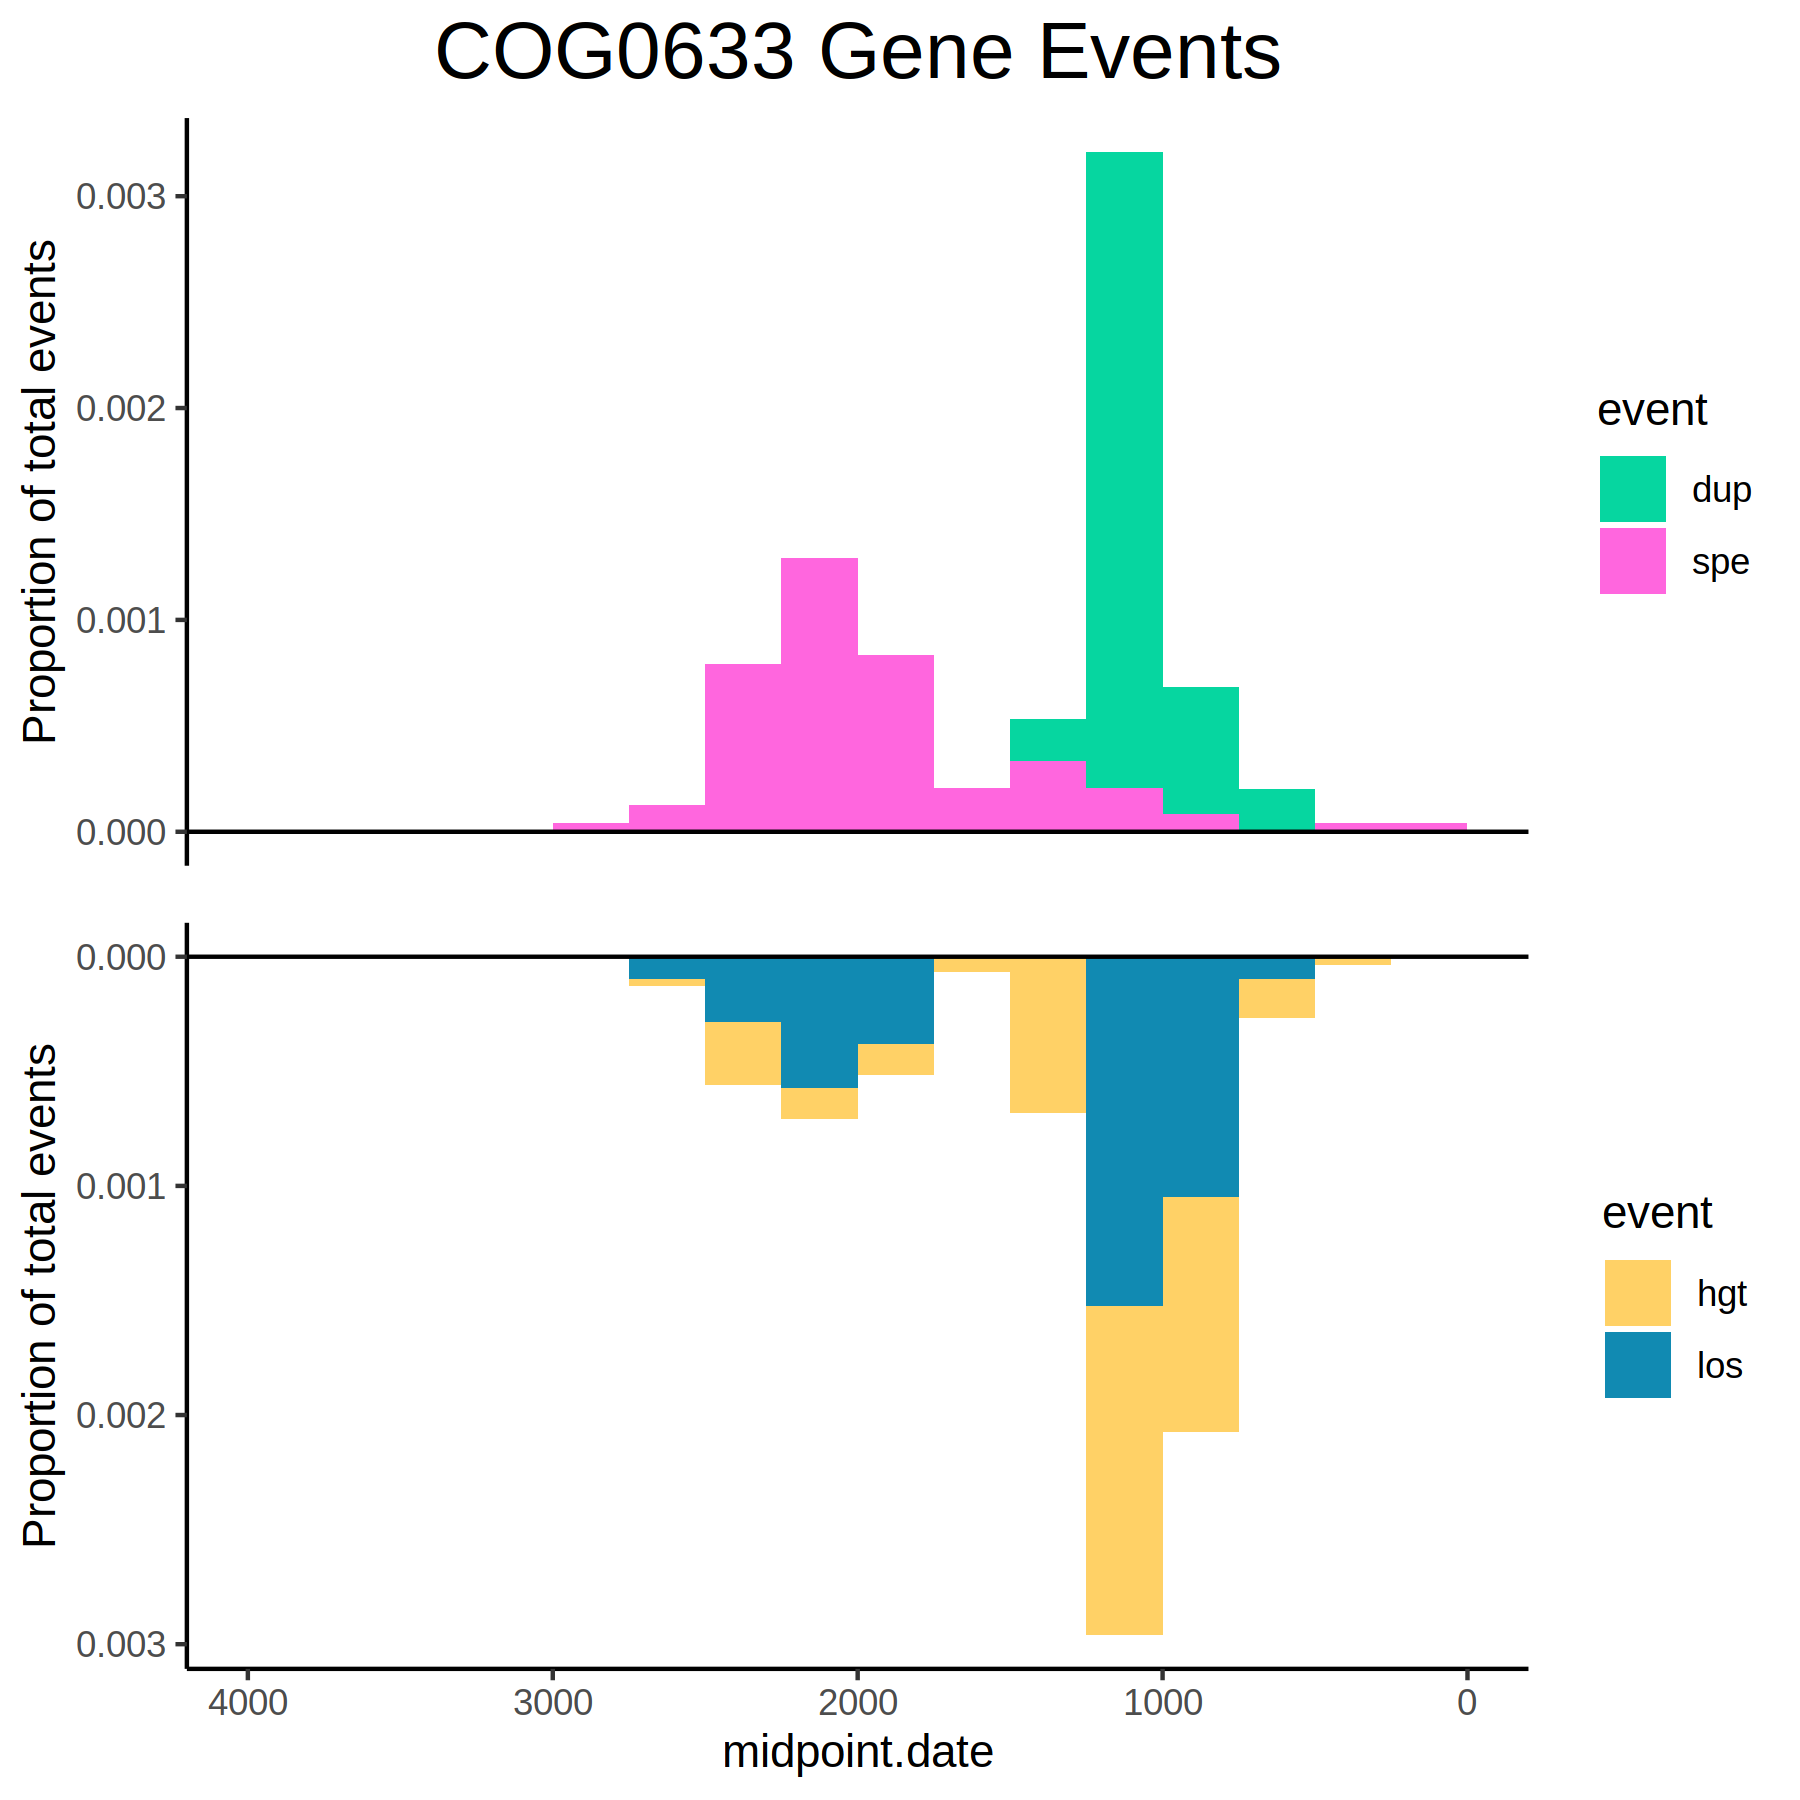 COG0633 Gene Events
Proportion of total events
0.003
0.002
0.001
0.000
event
dup
spe
Proportion of total events
0.000
0.001
0.002
0.003
event
hgt
los
4000 3000 2000 1000 0
midpoint.date